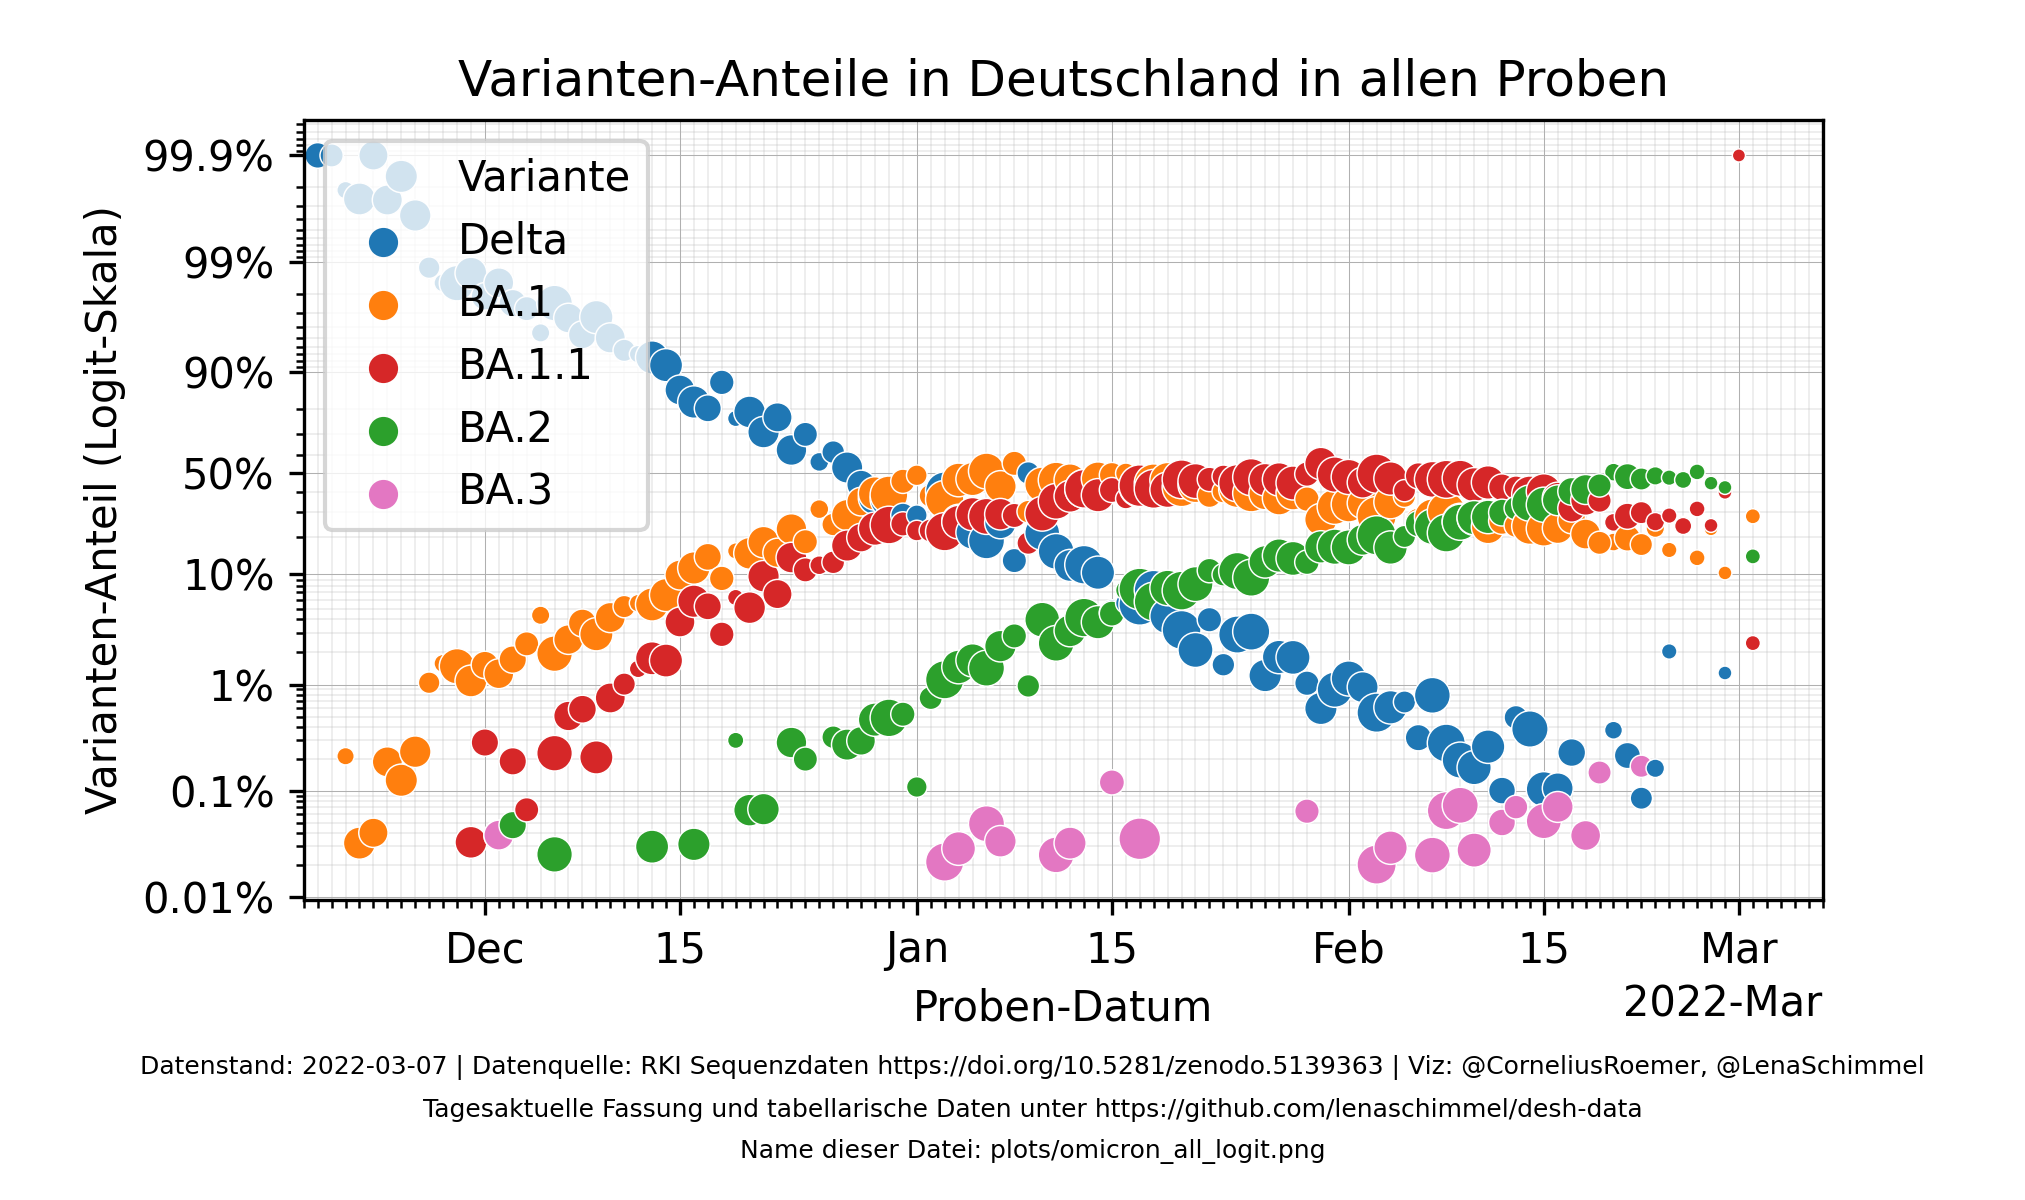 Varianten-Anteile in Deutschland in allen Proben
Varianten-Anteil (Logit-Skala)
99.9%
99%
90%
50%
10%
1%
0.1%
0.01%
Variante
Delta
BA.1
BA.1.1
BA.2
BA.3
Dec 15 Jan 15 Feb 15 Mar
Proben-Datum
2022-Mar
Datenstand: 2022-03-07 | Datenquelle: RKI Sequenzdaten https://doi.org/10.5281/zenodo.5139363 | Viz: @CorneliusRoemer, @LenaSchimmel
Tagesaktuelle Fassung und tabellarische Daten unter https://github.com/lenaschimmel/desh-data
Name dieser Datei: plots/omicron_all_logit.png